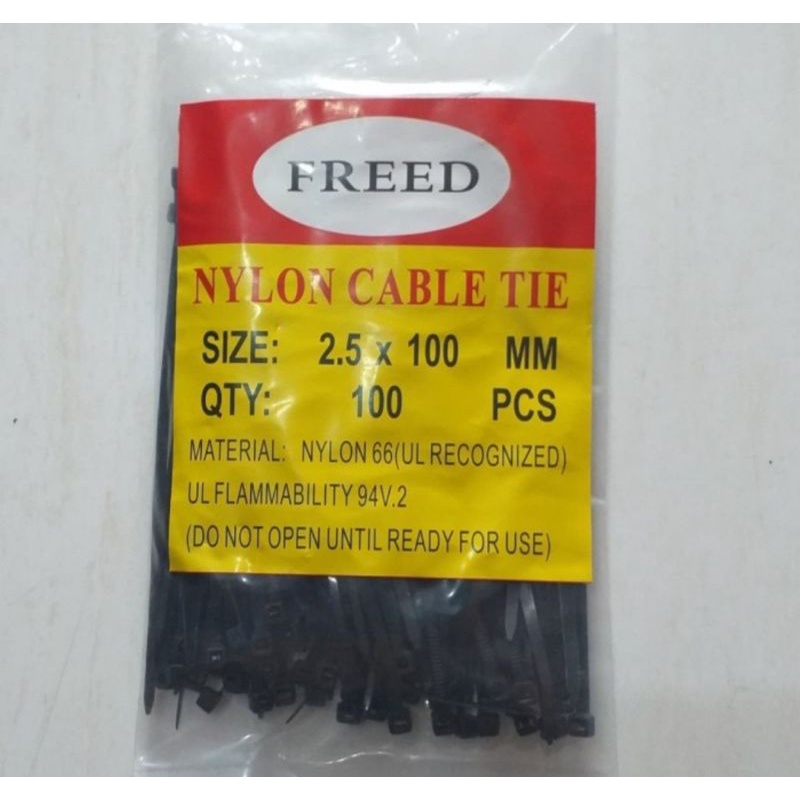 FREED
NYLON CABLE TIE
SIZE: 2.5 x 100 MM
QTY: 100 PCS
MATERIAL: NYLON 66(UL RECOGNIZED)
UL FLAMMABILITY 94V.2
(DO NOT OPEN UNTIL READY FOR USE)